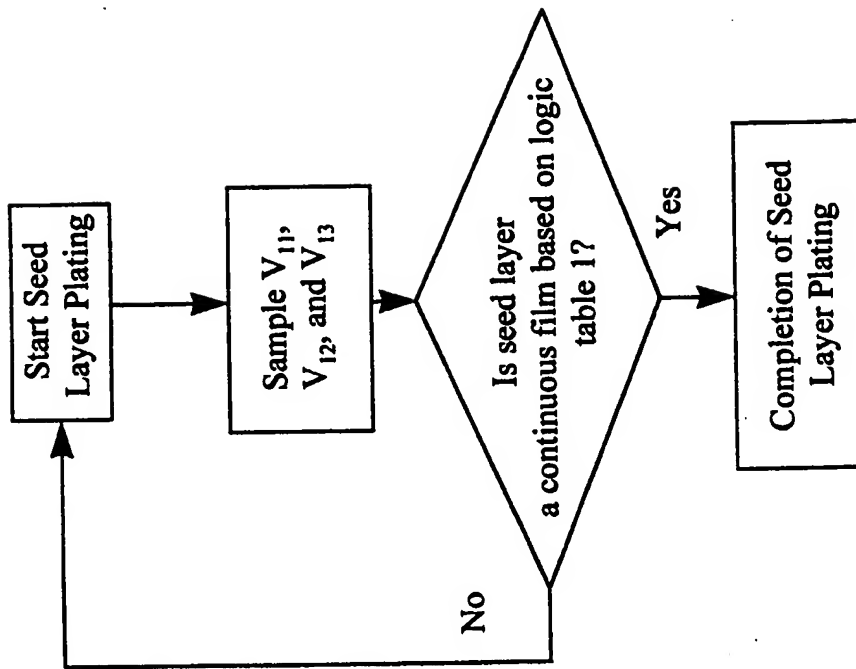 Start Seed
Layer Plating
Sample V₁₁,
V₁₂, and V₁₃
Is seed layer
a continuous film based on logic
table 1?
No
Yes
Completion of Seed
Layer Plating